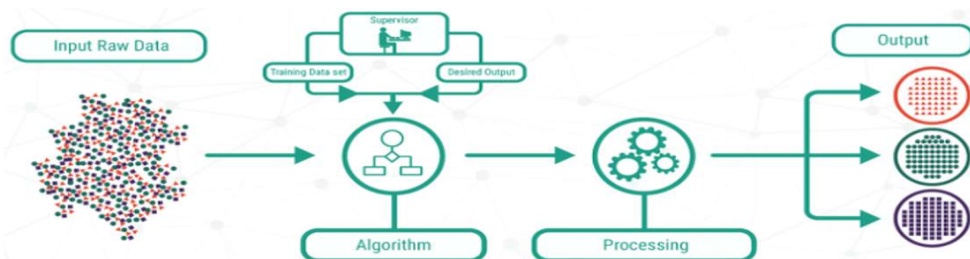 Supervisor
Input Raw Data
Output
Training Data set
Desired Output
Algorithm
Processing